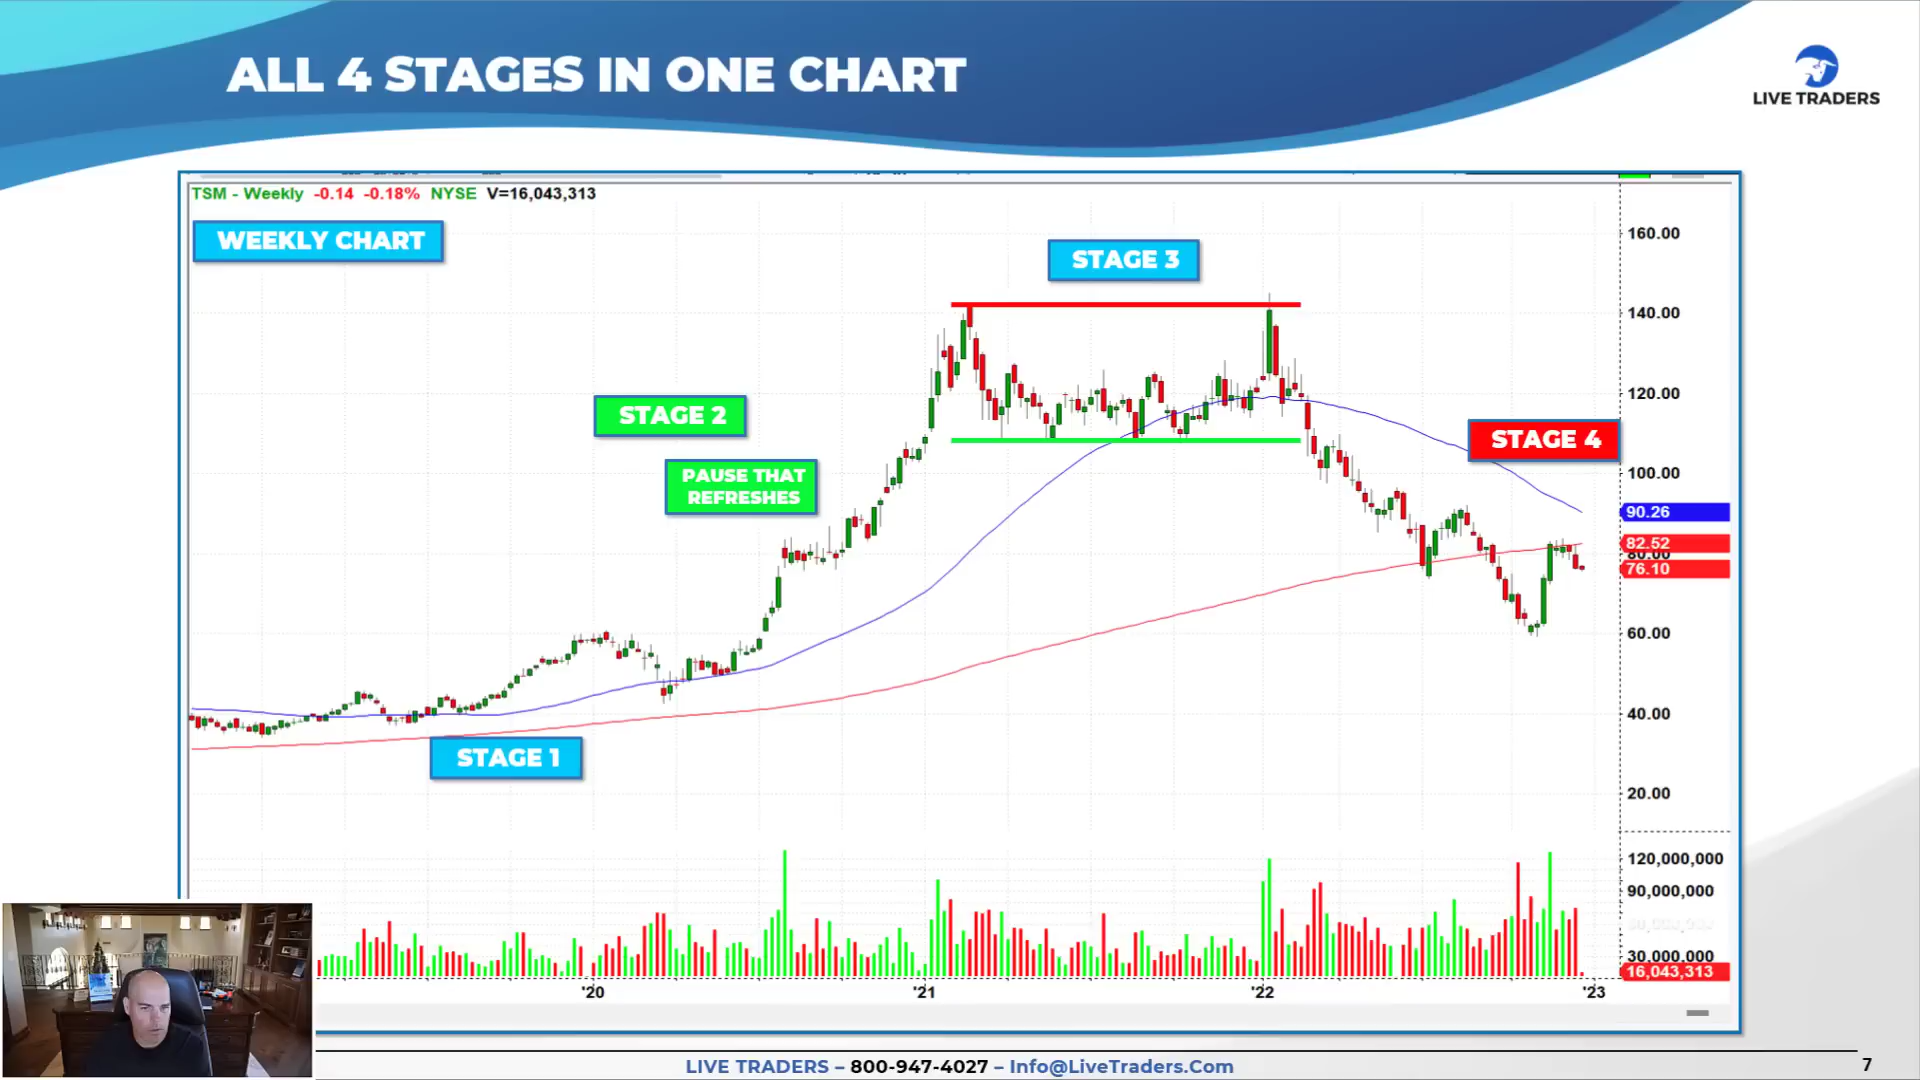 ALL 4 STAGES IN ONE CHART
LIVE TRADERS
TSM - Weekly -0.14 -0.18% NYSE V=16,043,313
WEEKLY CHART
STAGE 3
STAGE 2
PAUSE THAT
REFRESHES
STAGE 4
STAGE 1
160.00
140.00
120.00
100.00
90.26
82.52
80.00
76.10
60.00
40.00
20.00
120,000,000
90,000,000
30,000,000
16,043,313
'20
'21
'22
'23
LIVE TRADERS – 800-947-4027 – Info@LiveTraders.Com
7